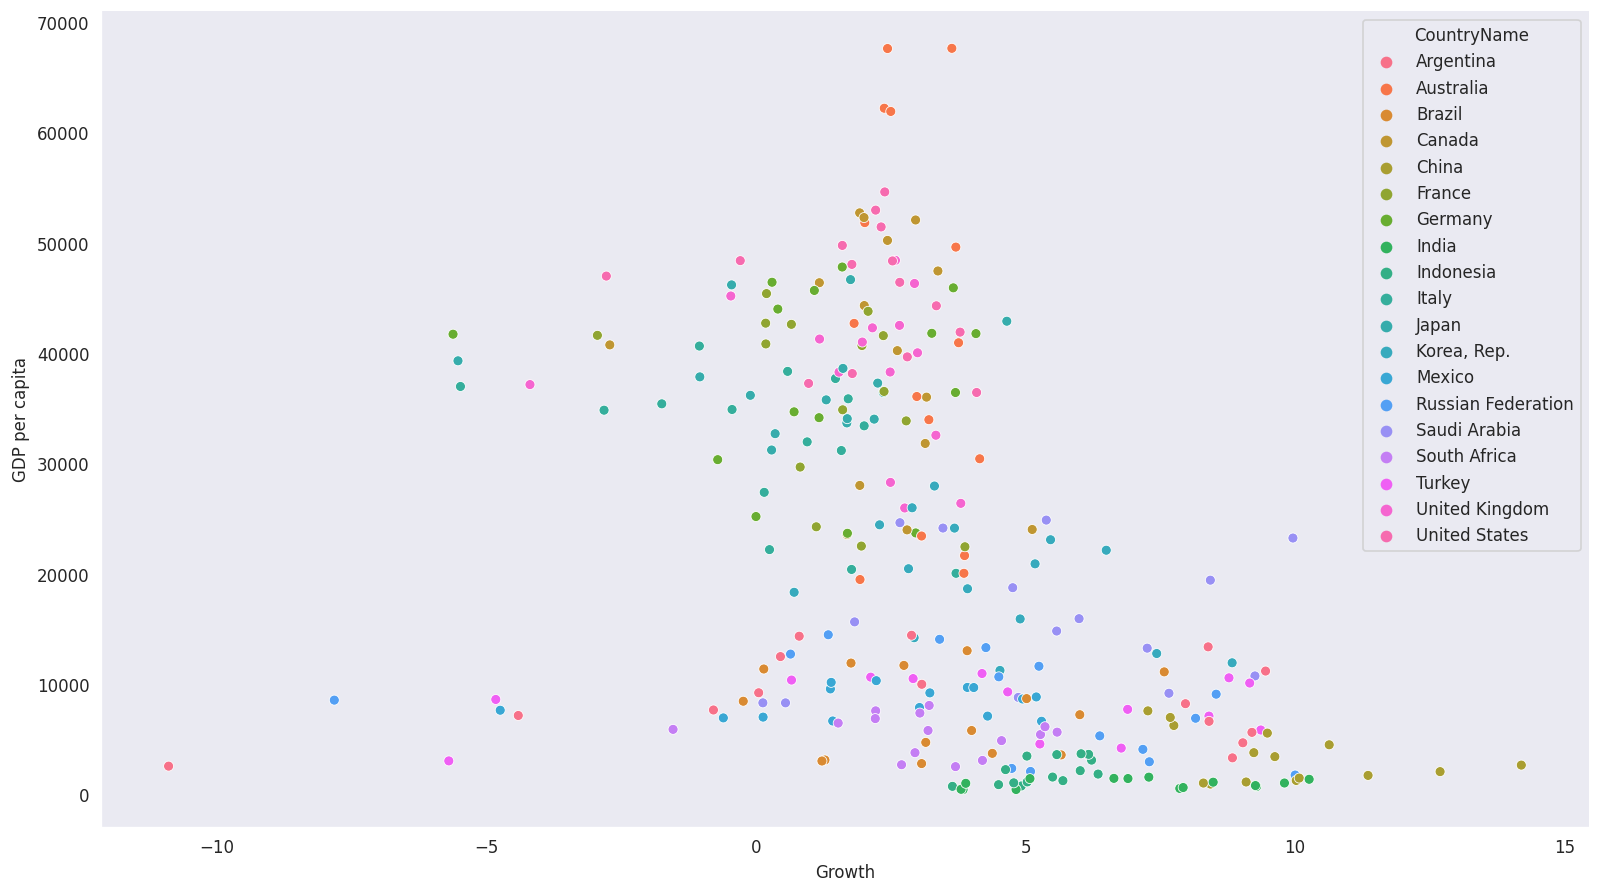 70000
60000
50000
40000
30000
20000
10000
0
GDP per capita
−10
−5
0
5
10
15
Growth
CountryName
Argentina
Australia
Brazil
Canada
China
France
Germany
India
Indonesia
Italy
Japan
Korea, Rep.
Mexico
Russian Federation
Saudi Arabia
South Africa
Turkey
United Kingdom
United States